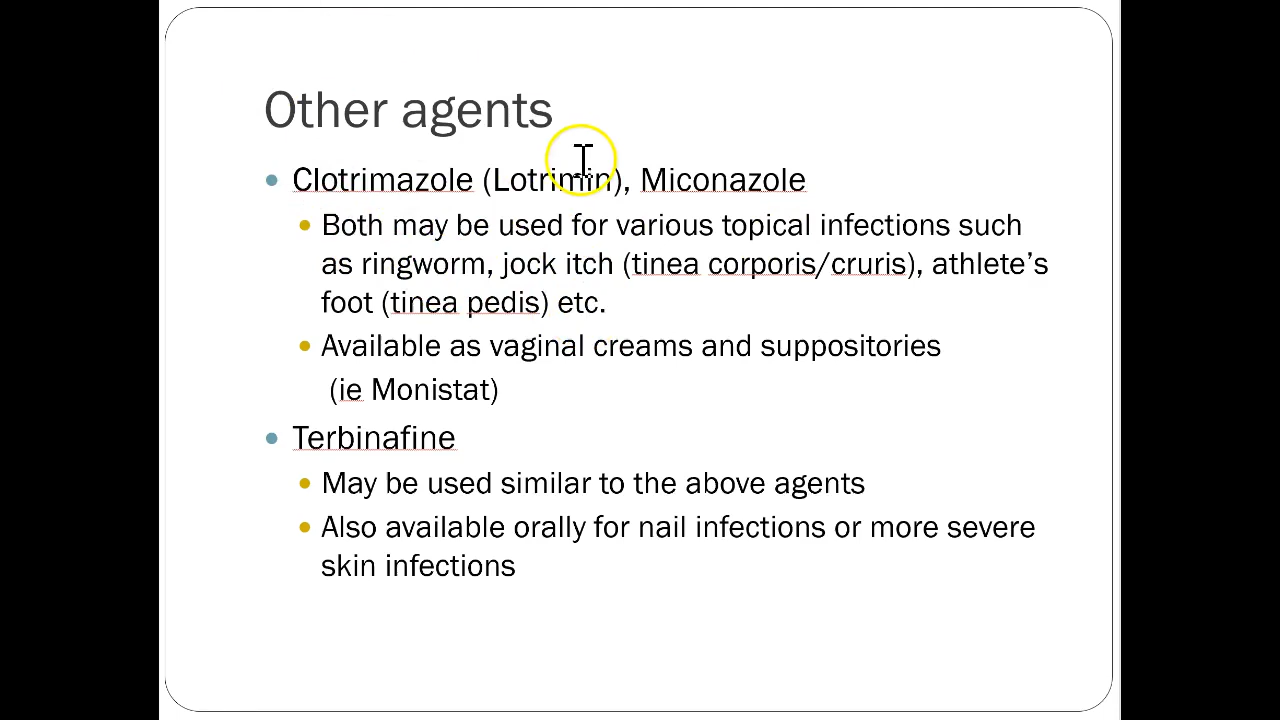 Other agents
Clotrimazole (Lotrimin), Miconazole
Both may be used for various topical infections such
as ringworm, jock itch (tinea corporis/cruris), athlete’s
foot (tinea pedis) etc.
Available as vaginal creams and suppositories
(ie Monistat)
Terbinafine
May be used similar to the above agents
Also available orally for nail infections or more severe
skin infections